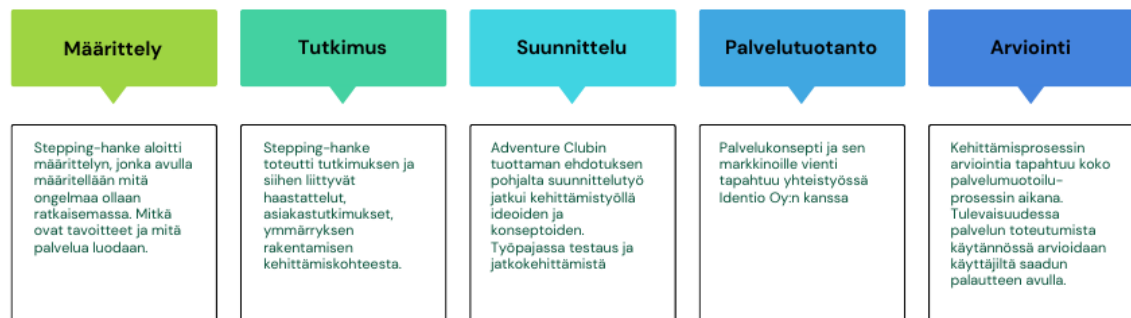 Määrittely
Stepping-hanke aloitti
määrittelyn, jonka avulla
määritellään mitä
ongelmaa ollaan
ratkaisemassa. Mitkä
ovat tavoitteet ja mitä
palvelua luodaan.
Tutkimus
Stepping-hanke
toteutti tutkimuksen ja
siihen liittyvät
haastattelut,
asiakastutkimukset,
ymmärryksen
rakentamisen
kehittämiskohteesta.
Suunnittelu
Adventure Clubin
tuottaman ehdotuksen
pohjalta suunnittelutyö
jatkui kehittämistyöllä
ideoiden ja
konseptoiden.
Työpajassa testaus ja
jatkokehittämistä
Palvelutuotanto
Palvelukonsepti ja sen
markkinoille vienti
tapahtuu yhteistyössä
Identio Oy:n kanssa
Arviointi
Kehittämisprosessin
arviointia tapahtuu koko
palvelumuotoilu-
prosessin aikana.
Tulevaisuudessa
palvelun toteutumista
käytännössä arvioidaan
käyttäjiltä saadun
palautteen avulla.